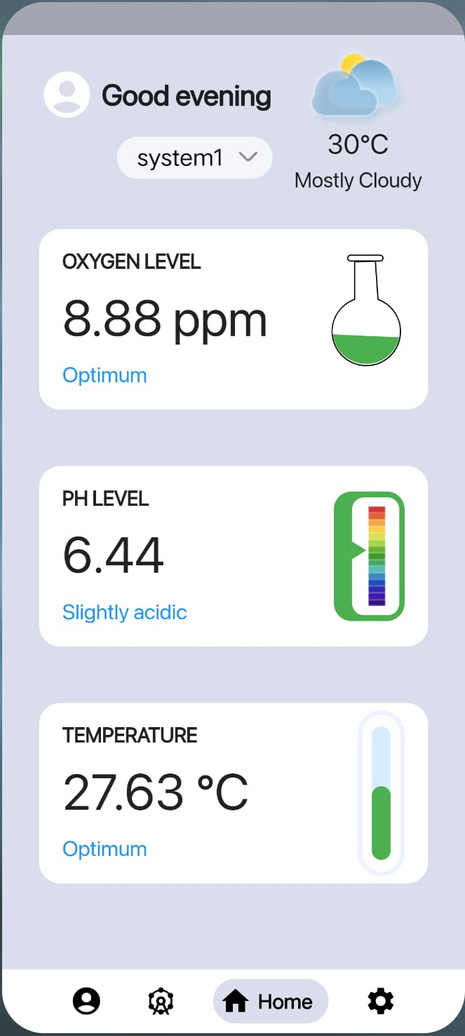 Good evening
system1
30°C
Mostly Cloudy
OXYGEN LEVEL
8.88 ppm
Optimum
PH LEVEL
6.44
Slightly acidic
TEMPERATURE
27.63 °C
Optimum
Home